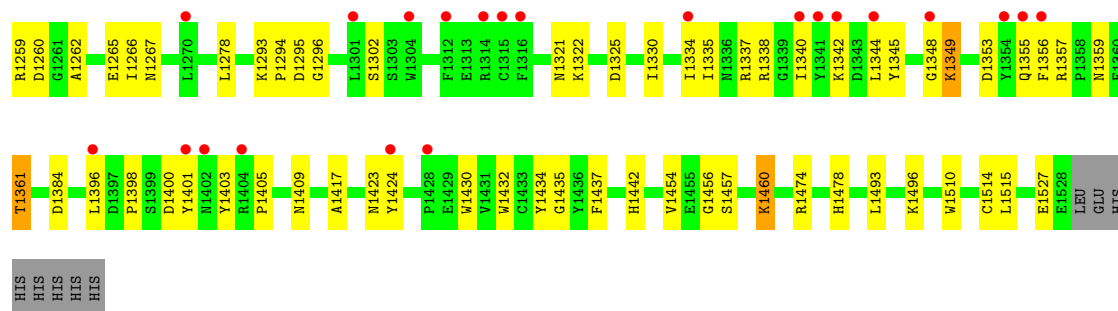 R1259 D1260 G1261 A1262 E1265 I1266 N1267 L1270 L1278 K1293 P1294 D1295 G1296 L1301 S1302 S1303 W1304 F1312 E1313 R1314 C1315 F1316 N1321 K1322 D1325 I1330 I1334 I1335 N1336 R1337 R1338 G1339 I1340 Y1341 K1342 D1343 L1344 Y1345 G1348 K1349 D1353 Y1354 Q1355 F1356 R1357 P1358 N1359 E1360
T1361 D1384 L1396 D1397 P1398 S1399 D1400 Y1401 N1402 Y1403 R1404 P1405 N1409 A1417 N1423 Y1424 P1428 E1429 W1430 V1431 W1432 C1433 Y1434 G1435 Y1436 F1437 H1442 V1454 E1455 G1456 S1457 K1460 R1474 H1478 L1493 K1496 W1510 C1514 L1515 E1527 E1528 LEU GLU HIS
HIS HIS HIS HIS HIS